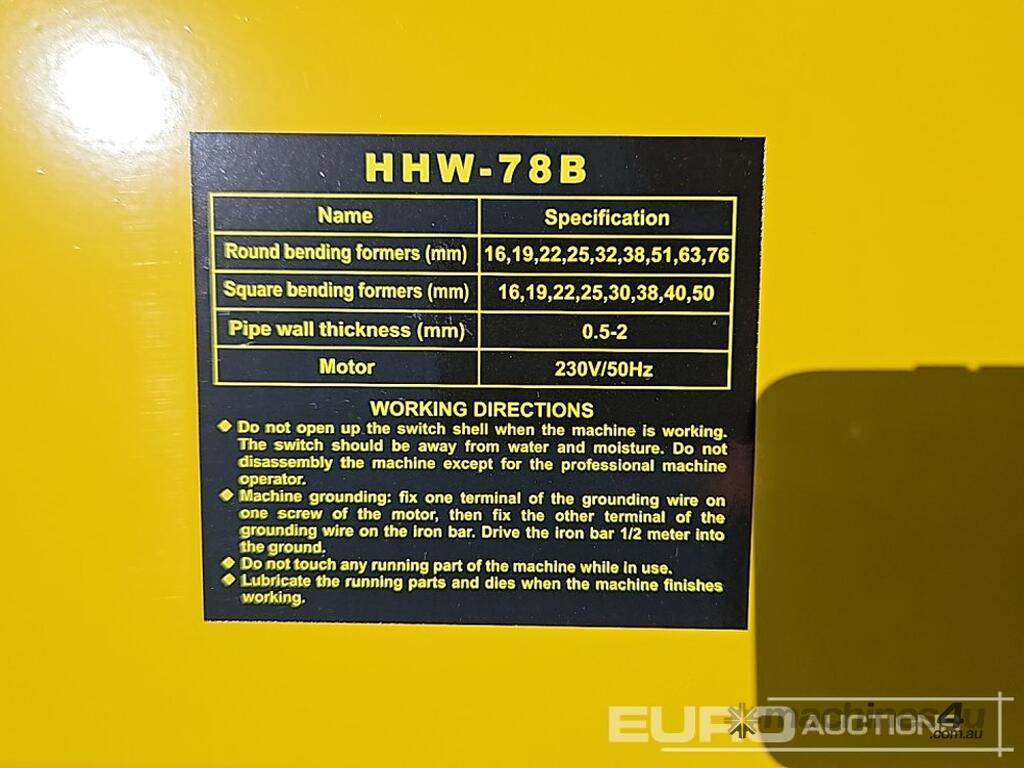 HHW-78B
Name Specification
Round bending formers (mm) 16,19,22,25,32,38,51,63,76
Square bending formers (mm) 16,19,22,25,30,38,40,50
Pipe wall thickness (mm) 0.5-2
Motor 230V/50Hz
WORKING DIRECTIONS
◆ Do not open up the switch shell when the machine is working.
The switch should be away from water and moisture. Do not
disassembly the machine except for the professional machine
operator.
◆ Machine grounding: fix one terminal of the grounding wire on
one screw of the motor, then fix the other terminal of the
grounding wire on the iron bar. Drive the iron bar 1/2 meter into
the ground.
◆ Do not touch any running part of the machine while in use.
◆ Lubricate the running parts and dies when the machine finishes
working.
EURO AUCTIONS
machines4u
.com.au